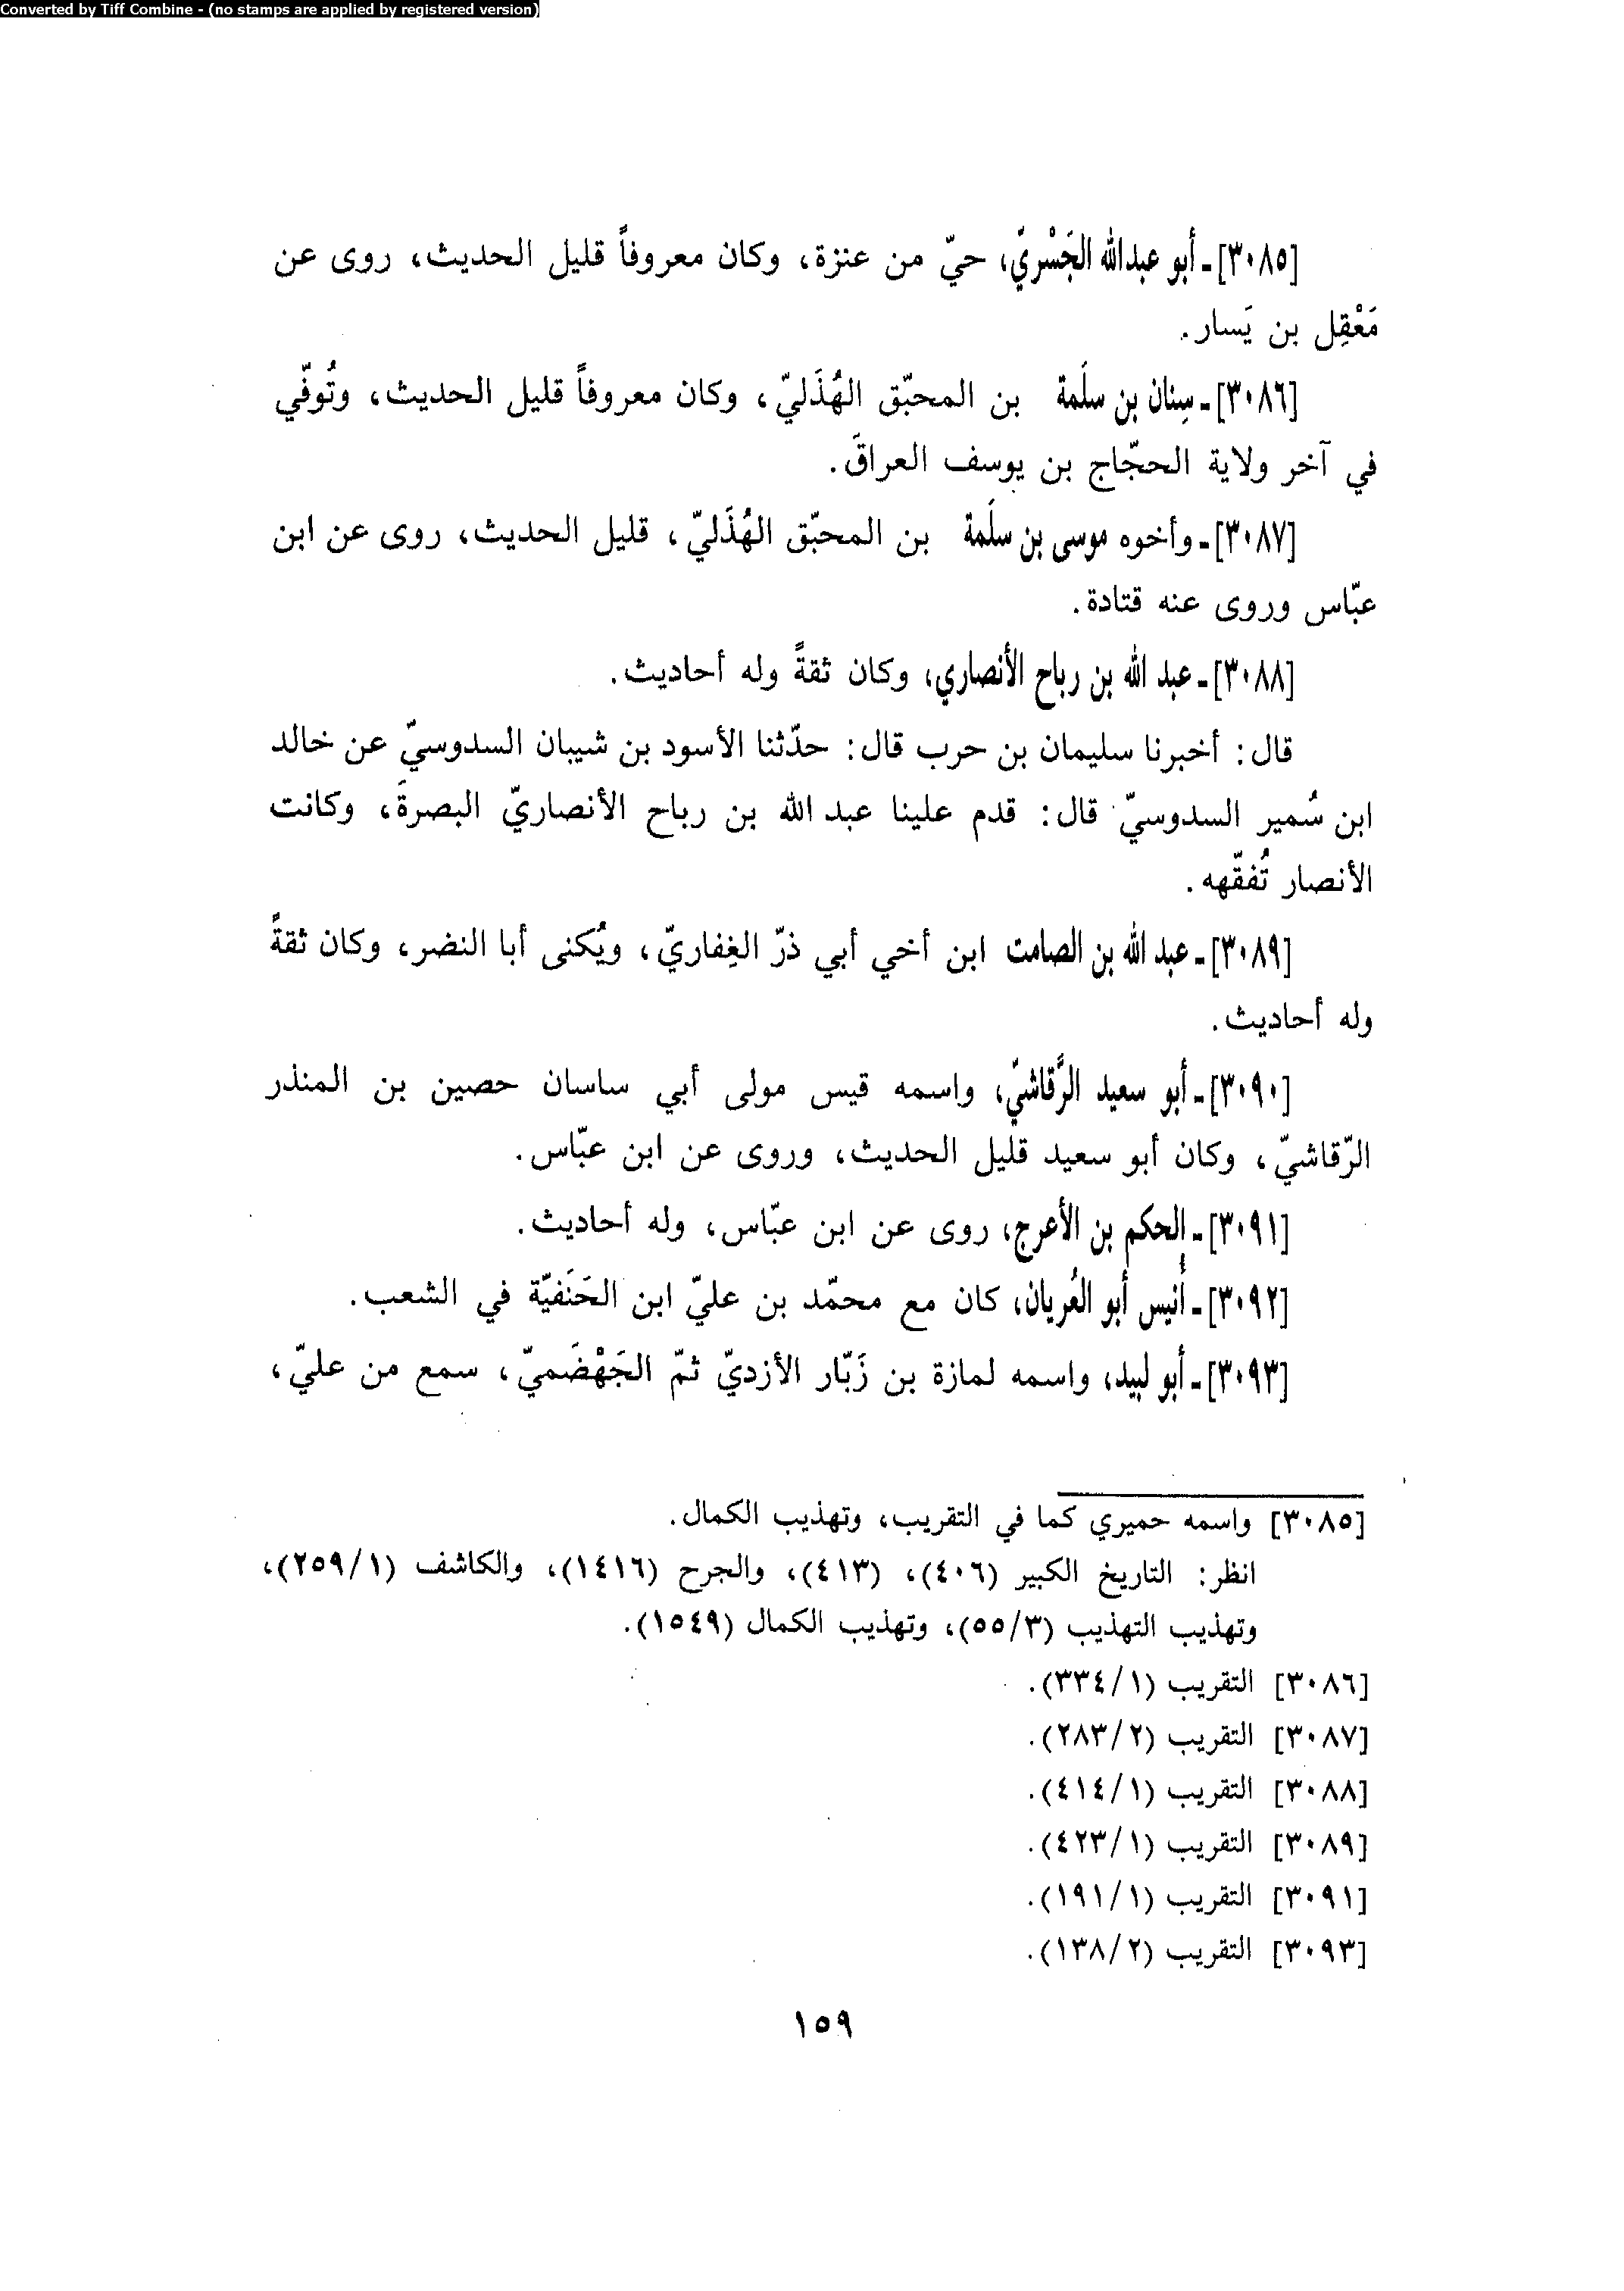 Converted by Tiff Combine - (no stamps are applied by registered version)
[٣٠٨٥]ـ أبو عبدالله الجَسْريّ، حيّ من عنزة، وكان معروفاً قليل الحديث، روى عن
مَعْقِل بن يَسار.
[٣٠٨٦]ـ سِنان بن سلَمة بن المحبّق الهُذَليّ، وكان معروفاً قليل الحديث، وتُوفّي
في آخر ولاية الحجّاج بن يوسف العراقَ.
[٣٠٨٧]ـ وأخوه موسى بن سلَمة بن المحبّق الهُذَليّ، قليل الحديث، روى عن ابن
عبّاس وروى عنه قتادة.
[٣٠٨٨]ـ عبد الله بن رباح الأنصاري، وكان ثقةً وله أحاديث.
قال: أخبرنا سليمان بن حرب قال: حدّثنا الأسود بن شيبان السدوسيّ عن خالد
ابن سُمير السدوسيّ قال: قدم علينا عبد الله بن رباح الأنصاريّ البصرةَ، وكانت
الأنصار تُفقّهه.
[٣٠٨٩]ـ عبد الله بن الصامت ابن أخي أبي ذرّ الغِفاريّ، ويُكنى أبا النضر، وكان ثقةً
وله أحاديث.
[٣٠٩٠]ـ أبو سعيد الرَّقاشيّ، واسمه قيس مولى أبي ساسان حصين بن المنذر
الرّقاشيّ، وكان أبو سعيد قليل الحديث، وروى عن ابن عبّاس.
[٣٠٩١]ـ الحكم بن الأعرج، روى عن ابن عبّاس، وله أحاديث.
[٣٠٩٢]ـ أُنيس أبو العُريان، كان مع محمّد بن عليّ ابن الحَنَفيّة في الشعب.
[٣٠٩٣]ـ أبو لبيد، واسمه لمازة بن زَبّار الأزديّ ثمّ الجَهْضَميّ، سمع من عليّ،
[٣٠٨٥] واسمه حميري كما في التقريب، وتهذيب الكمال.
انظر: التاريخ الكبير (٤٠٦)، (٤١٣)، والجرح (١٤١٦)، والكاشف (٢٥٩/١)،
وتهذيب التهذيب (٥٥/٣)، وتهذيب الكمال (١٥٤٩).
[٣٠٨٦] التقريب (٣٣٤/١).
[٣٠٨٧] التقريب (٢٨٣/٢).
[٣٠٨٨] التقريب (٤١٤/١).
[٣٠٨٩] التقريب (٤٢٣/١).
[٣٠٩١] التقريب (١٩١/١).
[٣٠٩٣] التقريب (١٣٨/٢).
١٥٩